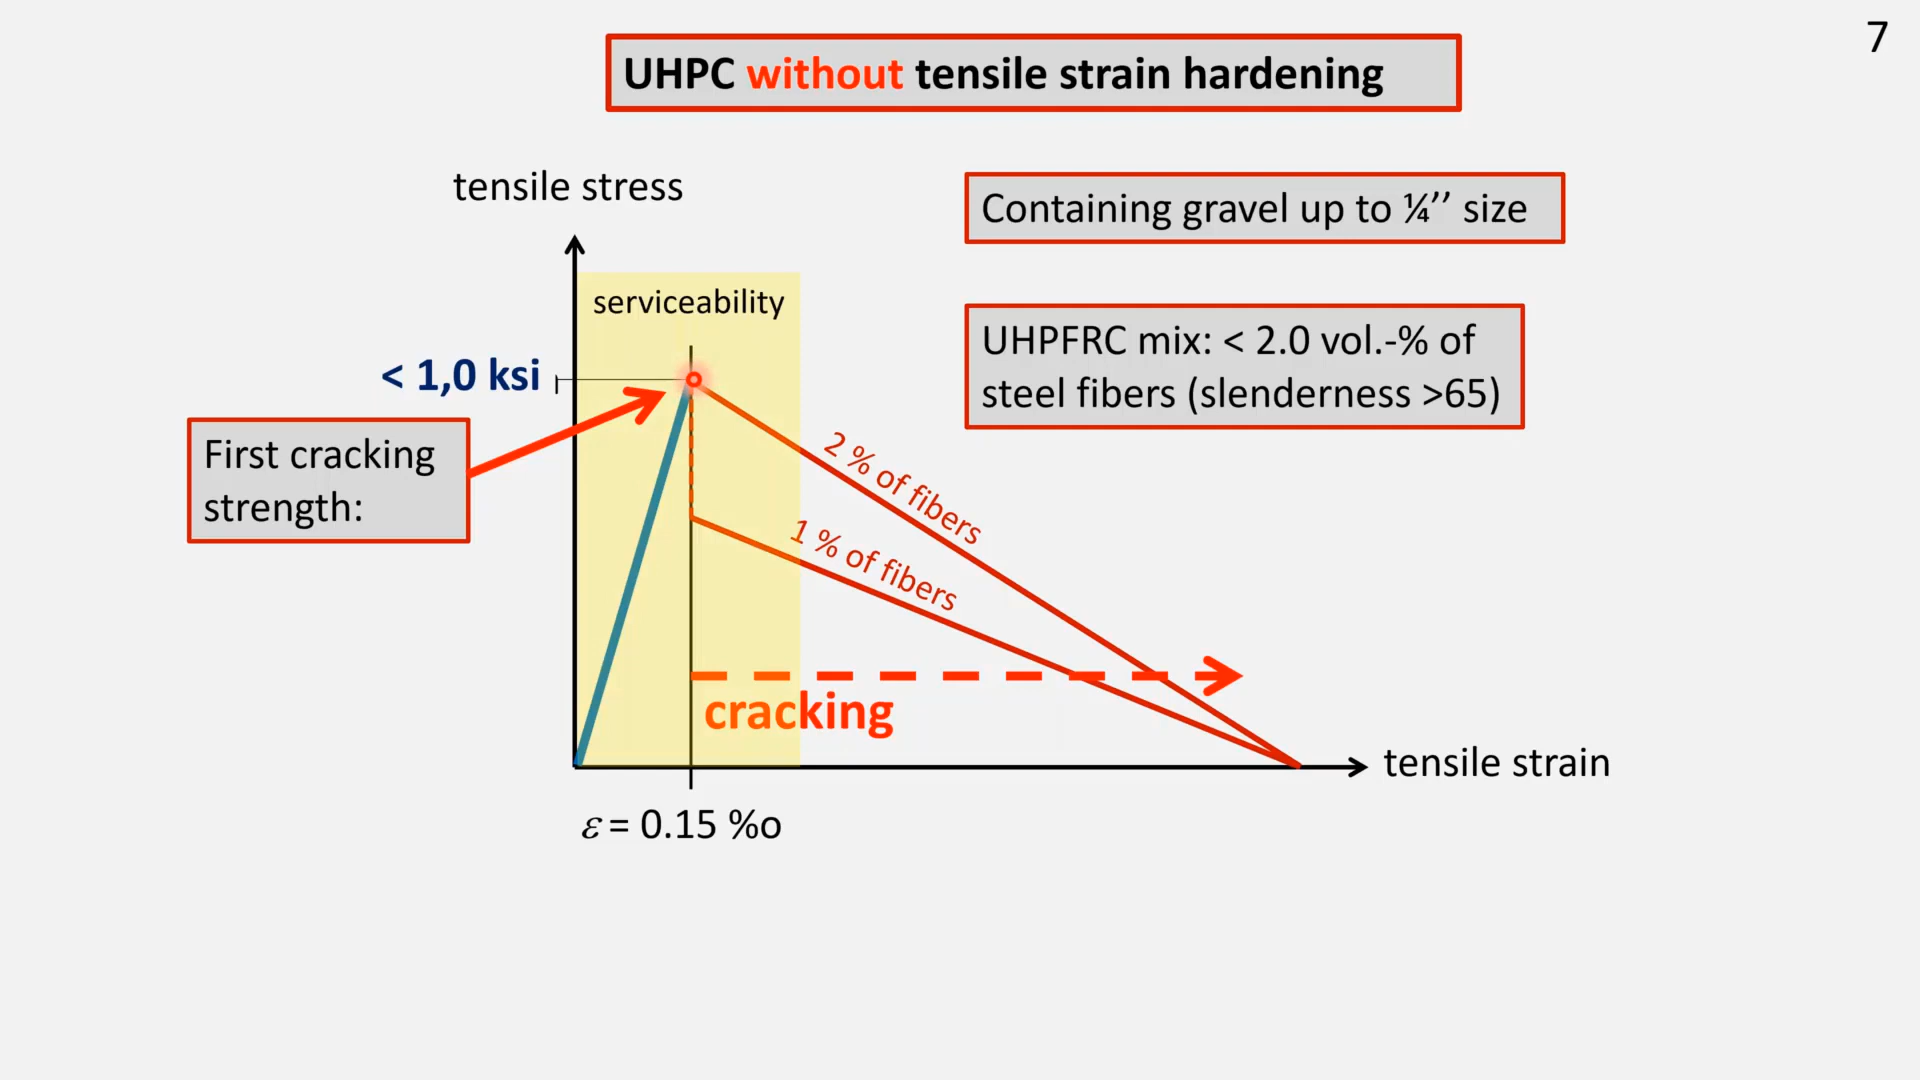 7
UHPC without tensile strain hardening
tensile stress
Containing gravel up to ¼’’ size
serviceability
UHPFRC mix: < 2.0 vol.-% of
steel fibers (slenderness >65)
< 1,0 ksi
First cracking
strength:
2 % of fibers
1 % of fibers
cracking
tensile strain
ε = 0.15 %o